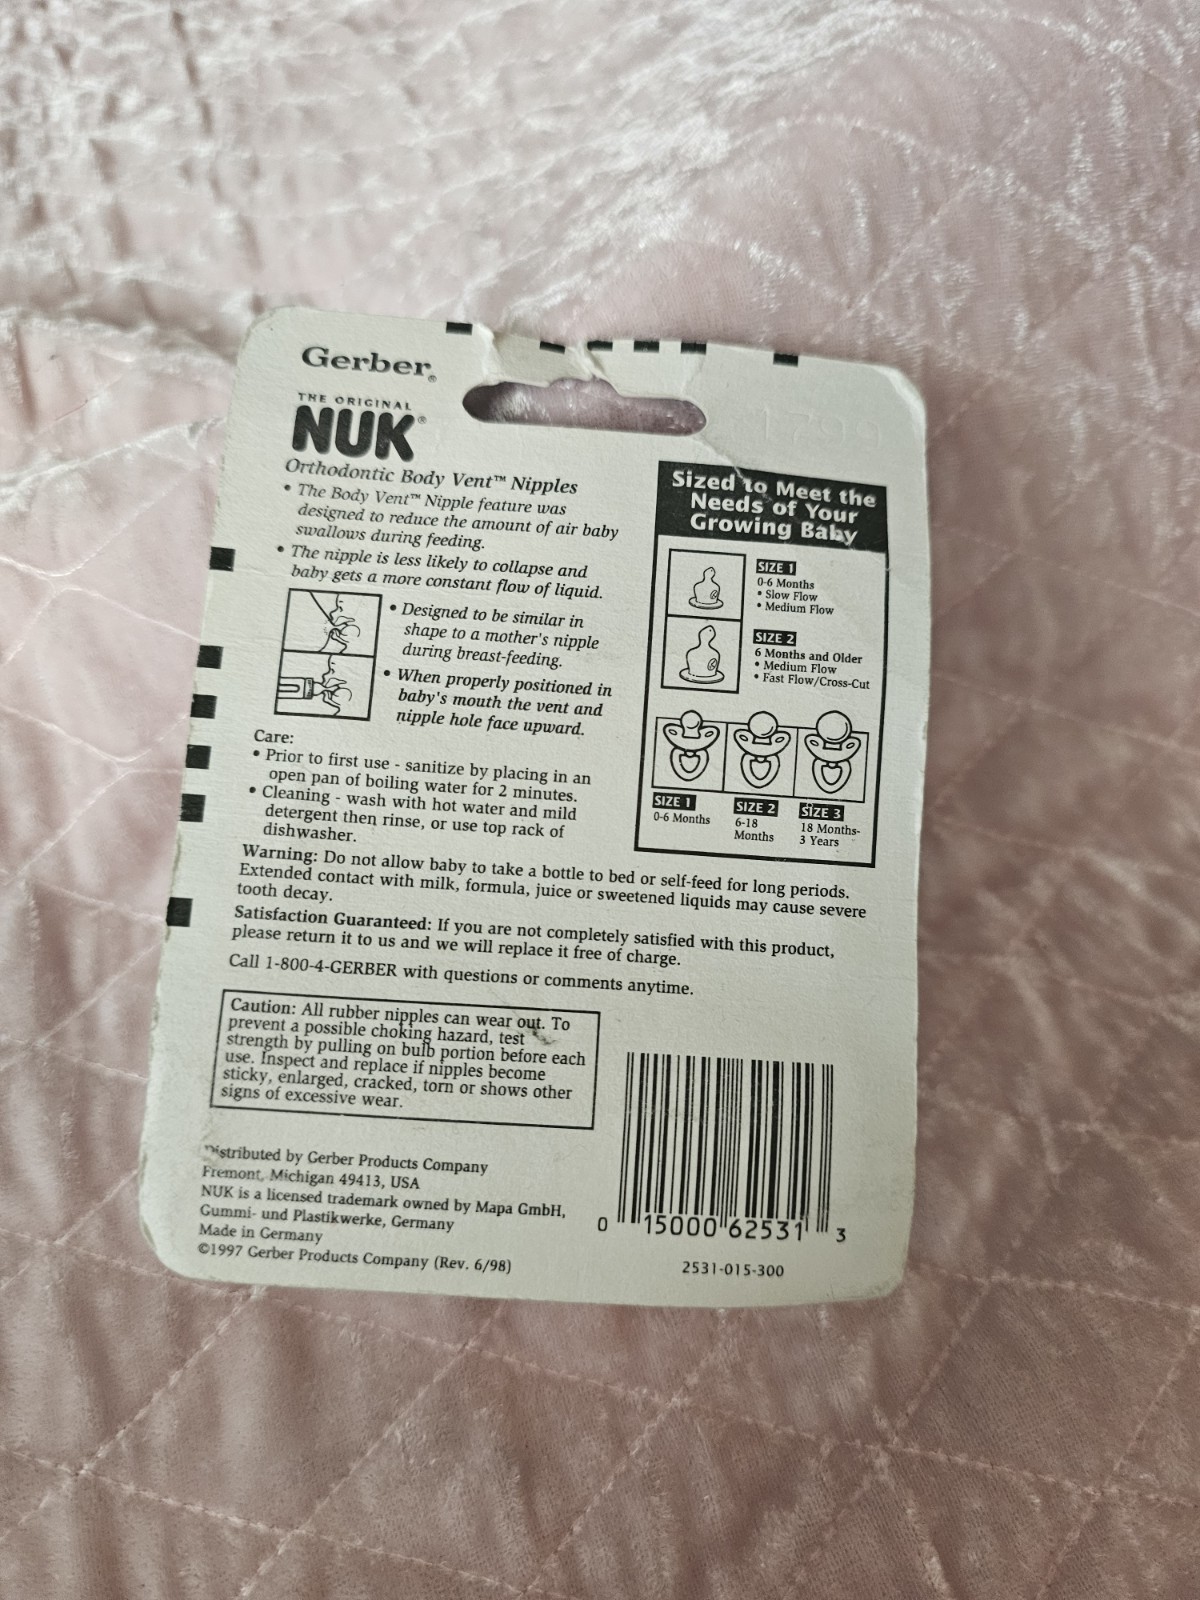 Gerber®
THE ORIGINAL
NUK®
Orthodontic Body Vent™ Nipples
• The Body Vent™ Nipple feature was
designed to reduce the amount of air baby
swallows during feeding.
• The nipple is less likely to collapse and
baby gets a more constant flow of liquid.
• Designed to be similar in
shape to a mother's nipple
during breast-feeding.
• When properly positioned in
baby's mouth the vent and
nipple hole face upward.
Care:
• Prior to first use - sanitize by placing in an
open pan of boiling water for 2 minutes.
• Cleaning - wash with hot water and mild
detergent then rinse, or use top rack of
dishwasher.
Sized to Meet the
Needs of Your
Growing Baby
SIZE 1
0-6 Months
• Slow Flow
• Medium Flow
SIZE 2
6 Months and Older
• Medium Flow
• Fast Flow/Cross-Cut
SIZE 1
0-6 Months
SIZE 2
6-18
Months
SIZE 3
18 Months-
3 Years
Warning: Do not allow baby to take a bottle to bed or self-feed for long periods.
Extended contact with milk, formula, juice or sweetened liquids may cause severe
tooth decay.
Satisfaction Guaranteed: If you are not completely satisfied with this product,
please return it to us and we will replace it free of charge.
Call 1-800-4-GERBER with questions or comments anytime.
Caution: All rubber nipples can wear out. To
prevent a possible choking hazard, test
strength by pulling on bulb portion before each
use. Inspect and replace if nipples become
sticky, enlarged, cracked, torn or shows other
signs of excessive wear.
Distributed by Gerber Products Company
Fremont, Michigan 49413, USA
NUK is a licensed trademark owned by Mapa GmbH,
Gummi- und Plastikwerke, Germany
Made in Germany
©1997 Gerber Products Company (Rev. 6/98)
0 15000 62531 3
2531-015-300